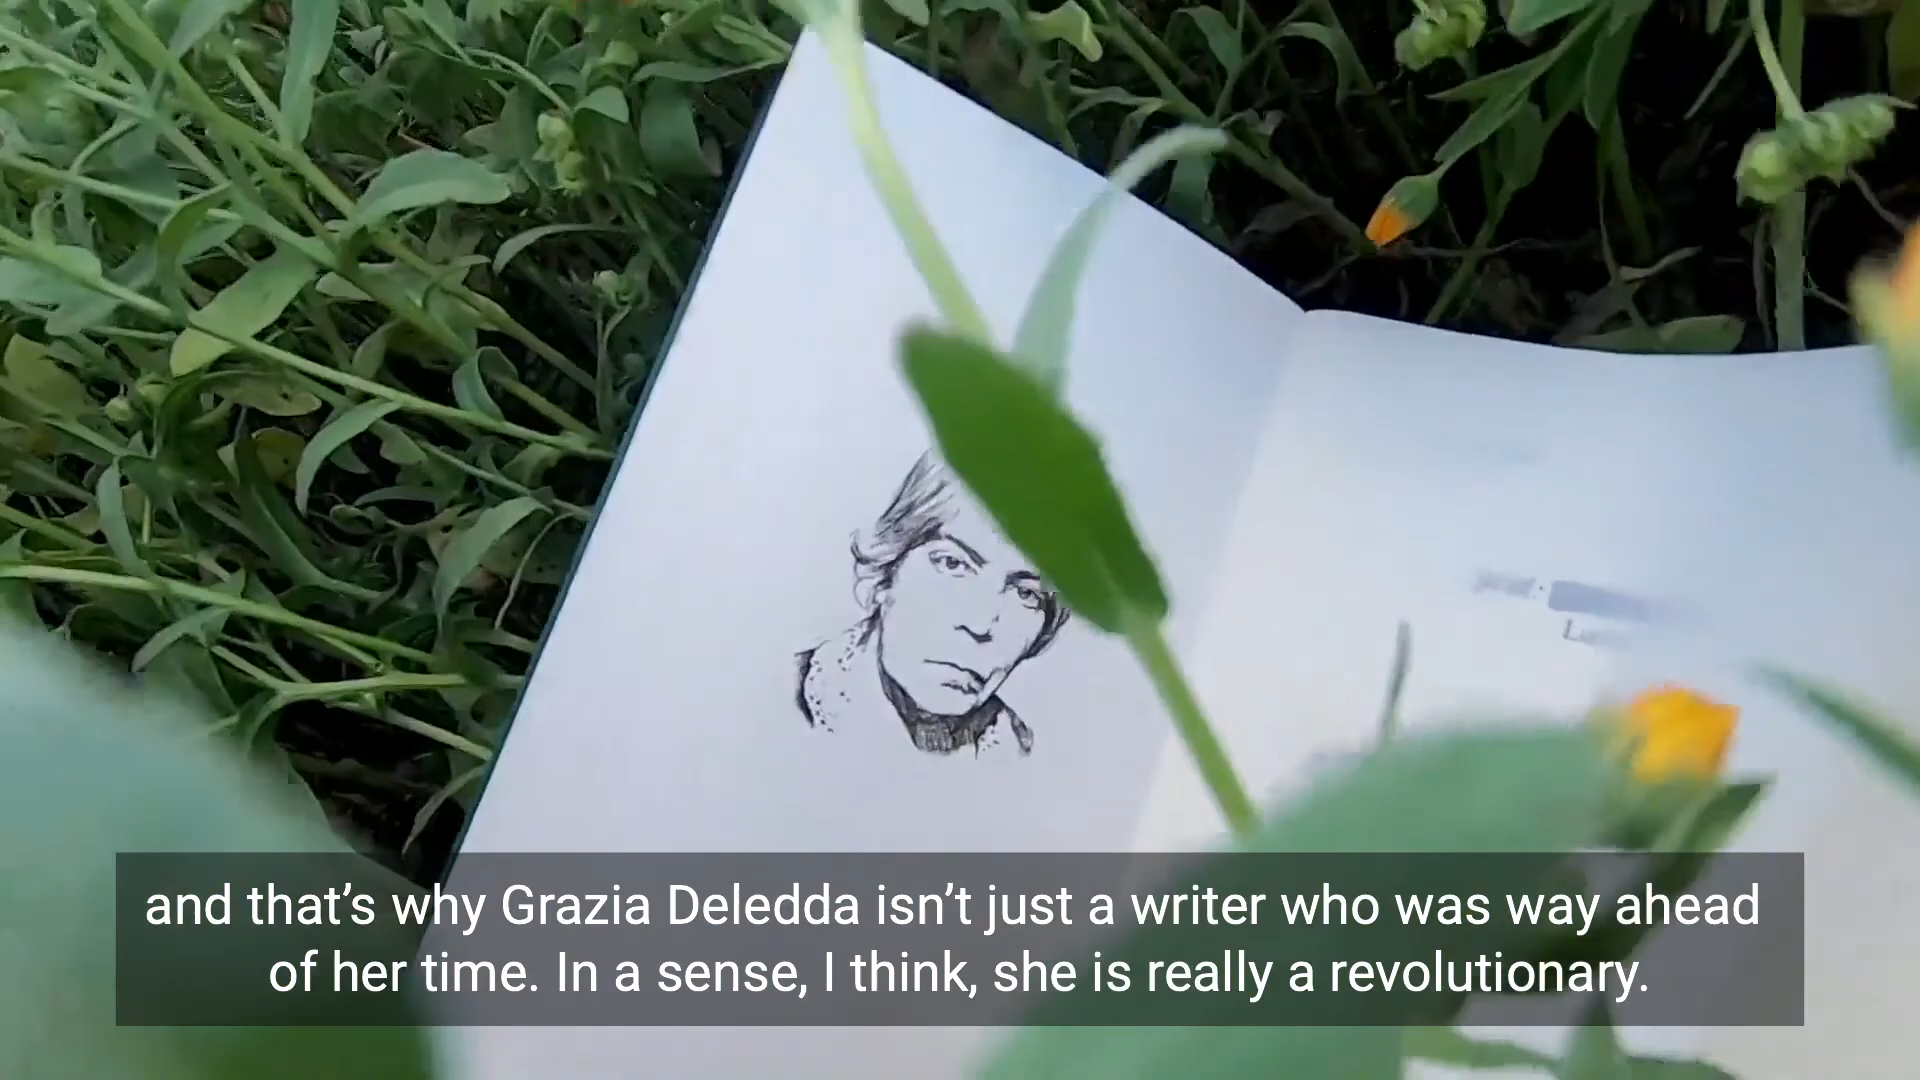 and that’s why Grazia Deledda isn’t just a writer who was way ahead
of her time. In a sense, I think, she is really a revolutionary.